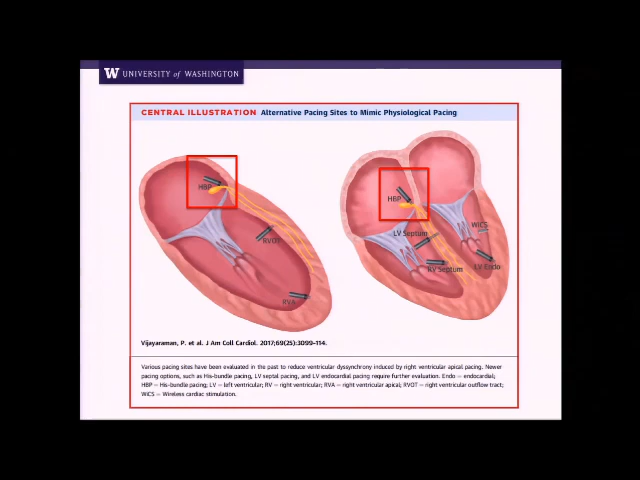 W UNIVERSITY of WASHINGTON
CENTRAL ILLUSTRATION Alternative Pacing Sites to Mimic Physiological Pacing
HBP
RVOT
RVA
HBP
LV Septum
RV Septum
WiCS
LV Endo
Vijayaraman, P. et al. J Am Coll Cardiol. 2017;69(25):3099–114.
Various pacing sites have been evaluated in the past to reduce ventricular dyssynchrony induced by right ventricular apical pacing. Newer
pacing options, such as His-bundle pacing, LV septal pacing, and LV endocardial pacing require further evaluation. Endo = endocardial;
HBP = His-bundle pacing; LV = left ventricular; RV = right ventricular; RVA = right ventricular apical; RVOT = right ventricular outflow tract;
WiCS = Wireless cardiac stimulation.